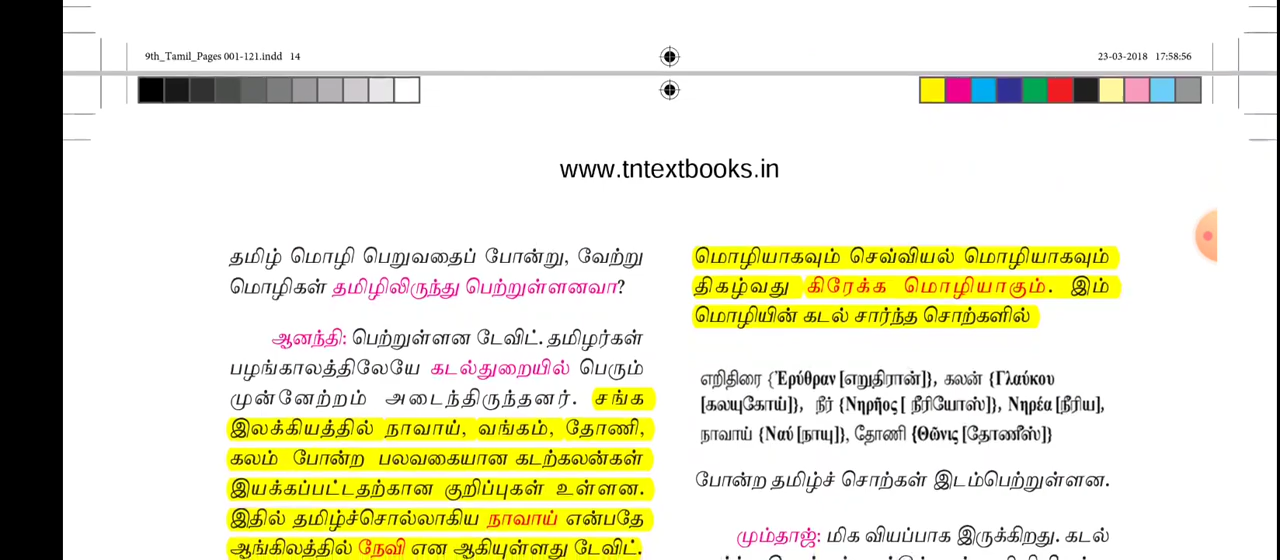 9th_Tamil_Pages 001-121.indd 14
23-03-2018 17:58:56
www.tntextbooks.in
தமிழ் மொழி பெறுவதைப் போன்று, வேற்று
மொழிகள் தமிழிலிருந்து பெற்றுள்ளனவா?
ஆனந்தி: பெற்றுள்ளன டேவிட். தமிழர்கள்
பழங்காலத்திலேயே கடல்துறையில் பெரும்
முன்னேற்றம் அடைந்திருந்தனர். சங்க
இலக்கியத்தில் நாவாய், வங்கம், தோணி,
கலம் போன்ற பலவகையான கடற்கலன்கள்
இயக்கப்பட்டதற்கான குறிப்புகள் உள்ளன.
இதில் தமிழ்ச்சொல்லாகிய நாவாய் என்பதே
ஆங்கிலத்தில் நேவி என ஆகியுள்ளது டேவிட்.
மொழியாகவும் செவ்வியல் மொழியாகவும்
திகழ்வது கிரேக்க மொழியாகும். இம்
மொழியின் கடல் சார்ந்த சொற்களில்
எறிதிரை {Ἐρύθραν [எறுதிரான்]}, கலன் {Γλαύκου
[கலயுகோய்]}, நீர் {Νηρῆος [ நீரியோஸ்]}, Νηρέα [நீரிய],
நாவாய் {Ναύ [நாயு]}, தோணி {Θῶνις [தோணீஸ்]}
போன்ற தமிழ்ச் சொற்கள் இடம்பெற்றுள்ளன.
மும்தாஜ்: மிக வியப்பாக இருக்கிறது. கடல்